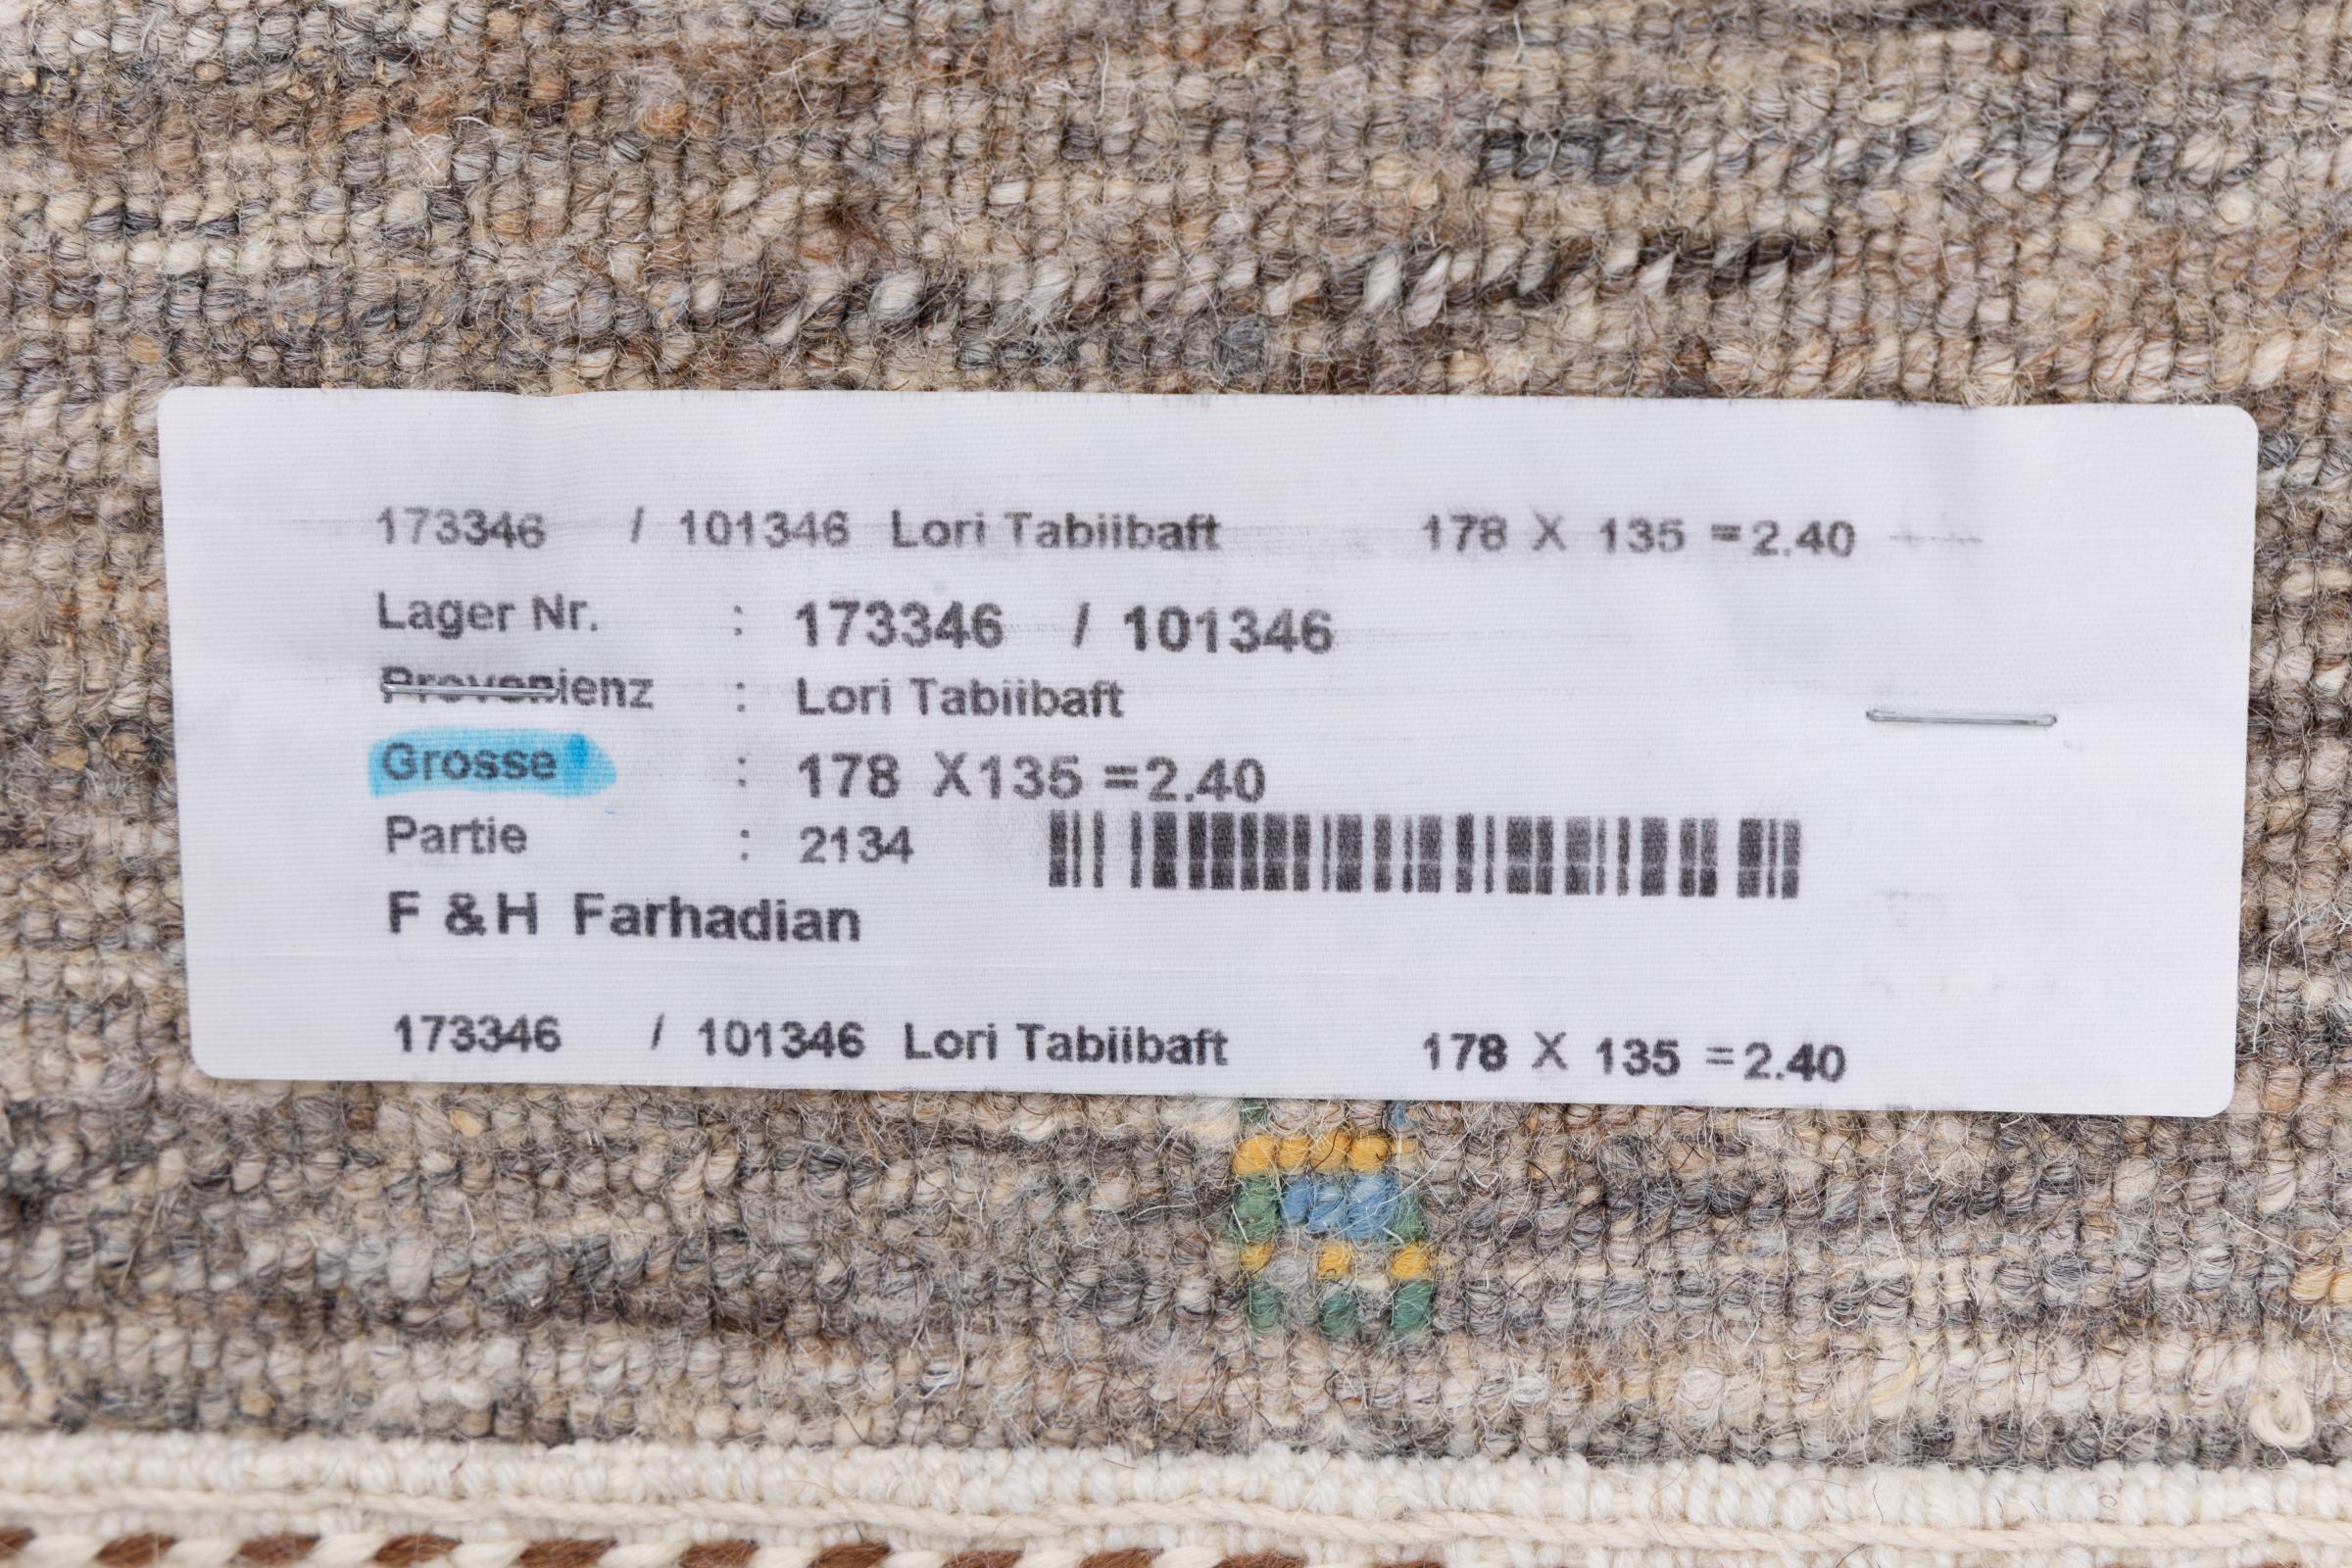 173346 / 101346 Lori Tabiibaft 178 X 135 =2.40
Lager Nr. : 173346 / 101346
Provenienz : Lori Tabiibaft
Grosse : 178 X135 =2.40
Partie : 2134
F &H Farhadian
173346 / 101346 Lori Tabiibaft 178 X 135 =2.40